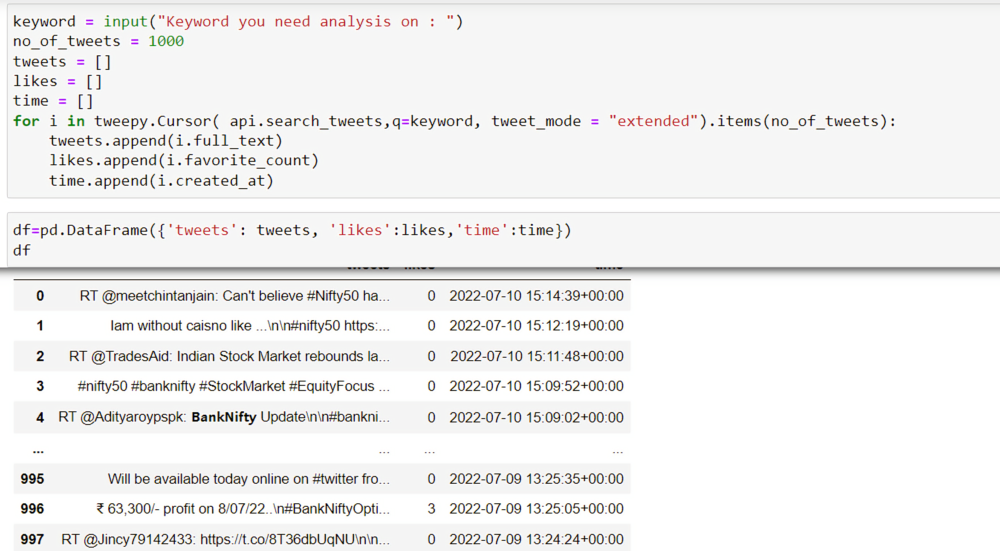 keyword = input("Keyword you need analysis on : ")
no_of_tweets = 1000
tweets = []
likes = []
time = []
for i in tweepy.Cursor( api.search_tweets,q=keyword, tweet_mode = "extended").items(no_of_tweets):
    tweets.append(i.full_text)
    likes.append(i.favorite_count)
    time.append(i.created_at)
df=pd.DataFrame({'tweets': tweets, 'likes':likes,'time':time})
df
0 RT @meetchintanjain: Can't believe #Nifty50 ha... 0 2022-07-10 15:14:39+00:00
1 Iam without caisno like ...\n\n#nifty50 https:... 0 2022-07-10 15:12:19+00:00
2 RT @TradesAid: Indian Stock Market rebounds la... 0 2022-07-10 15:11:48+00:00
3 #nifty50 #banknifty #StockMarket #EquityFocus ... 0 2022-07-10 15:09:52+00:00
4 RT @Adityaroypspk: BankNifty Update\n\n#bankni... 0 2022-07-10 15:09:02+00:00
... ... ... ...
995 Will be available today online on #twitter fro... 0 2022-07-09 13:25:35+00:00
996 ₹ 63,300/- profit on 8/07/22..\n#BankNiftyOpti... 3 2022-07-09 13:25:05+00:00
997 RT @Jincy79142433: https://t.co/8T36dbUqNU\n\n... 0 2022-07-09 13:24:24+00:00